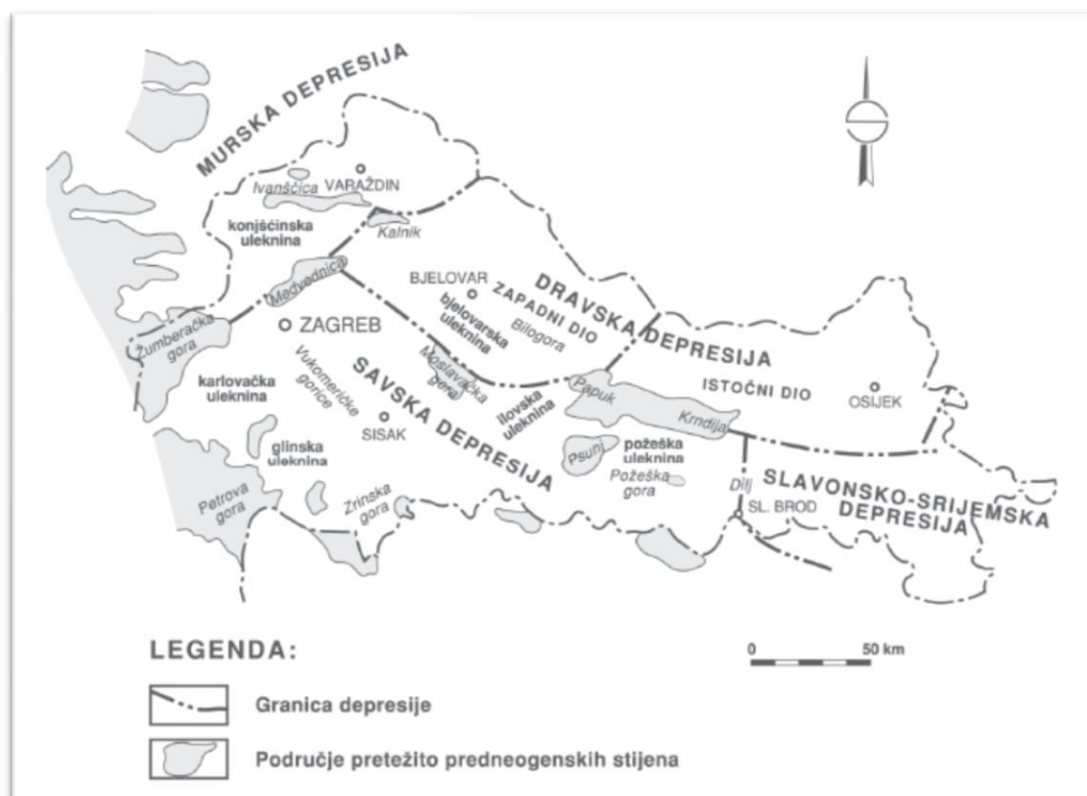 MURSKA DEPRESIJA
Ivanščica
VARAŽDIN
konjšćinska
uleknina
Kalnik
Medvednica
BJELOVAR
bjelovarska
uleknina
DRAVSKA DEPRESIJA
ZAPADNI DIO
Bilogora
ZAGREB
Žumberačka
gora
Vukomeričke
gorice
karlovačka
uleknina
Moslavačka
gora
SAVSKA DEPRESIJA
SISAK
ilovska
uleknina
Papuk
Krndija
ISTOČNI DIO
OSIJEK
glinska
uleknina
Psunj
požeška
uleknina
Požeška
gora
Petrova
gora
Zrinska
gora
Dilj
SL. BROD
SLAVONSKO-SRIJEMSKA
DEPRESIJA
LEGENDA:
0 50 km
Granica depresije
Područje pretežito predneogenskih stijena